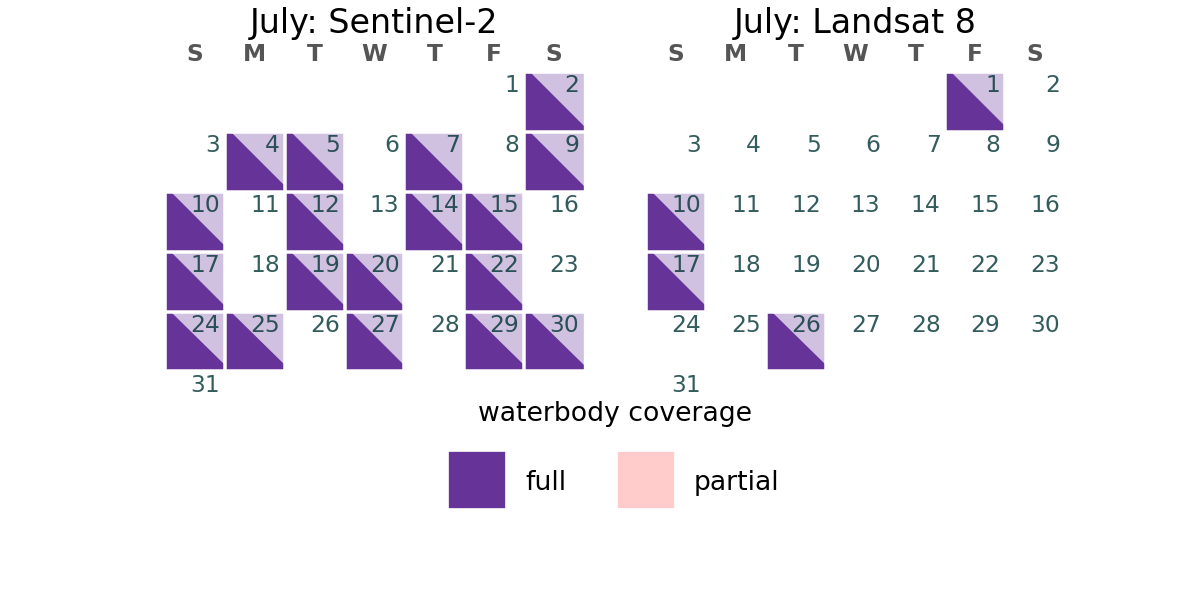 July: Sentinel-2
S M T W T F S
1 2
3 4 5 6 7 8 9
10 11 12 13 14 15 16
17 18 19 20 21 22 23
24 25 26 27 28 29 30
31
July: Landsat 8
S M T W T F S
1 2
3 4 5 6 7 8 9
10 11 12 13 14 15 16
17 18 19 20 21 22 23
24 25 26 27 28 29 30
31
waterbody coverage
full partial